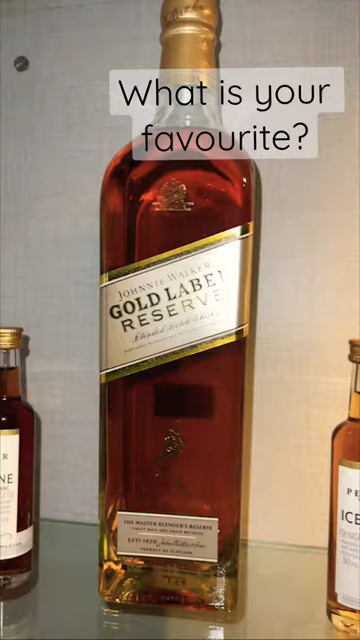 What is your
favourite?
JOHNNIE WALKER
GOLD LABEL
RESERVE
Blended Scotch Whisky
THE MASTER BLENDER'S RESERVE
ESTD 1820
PRODUCT OF SCOTLAND
NE
PE
ICE